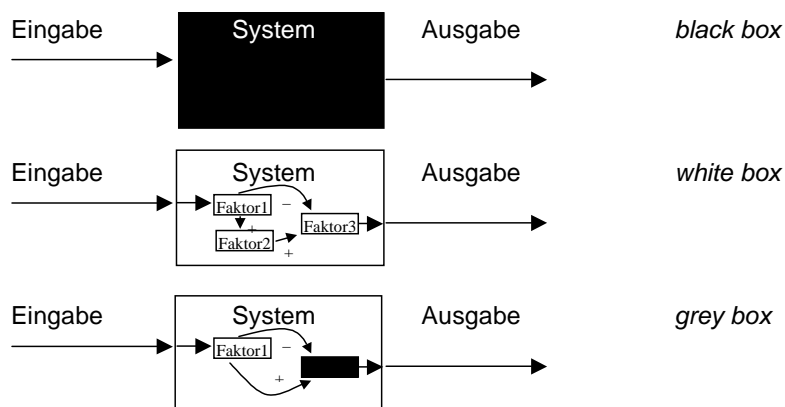 Eingabe System Ausgabe black box
Eingabe System Ausgabe white box
Faktor1 −
+ Faktor3
Faktor2 +
Eingabe System Ausgabe grey box
Faktor1 −
+